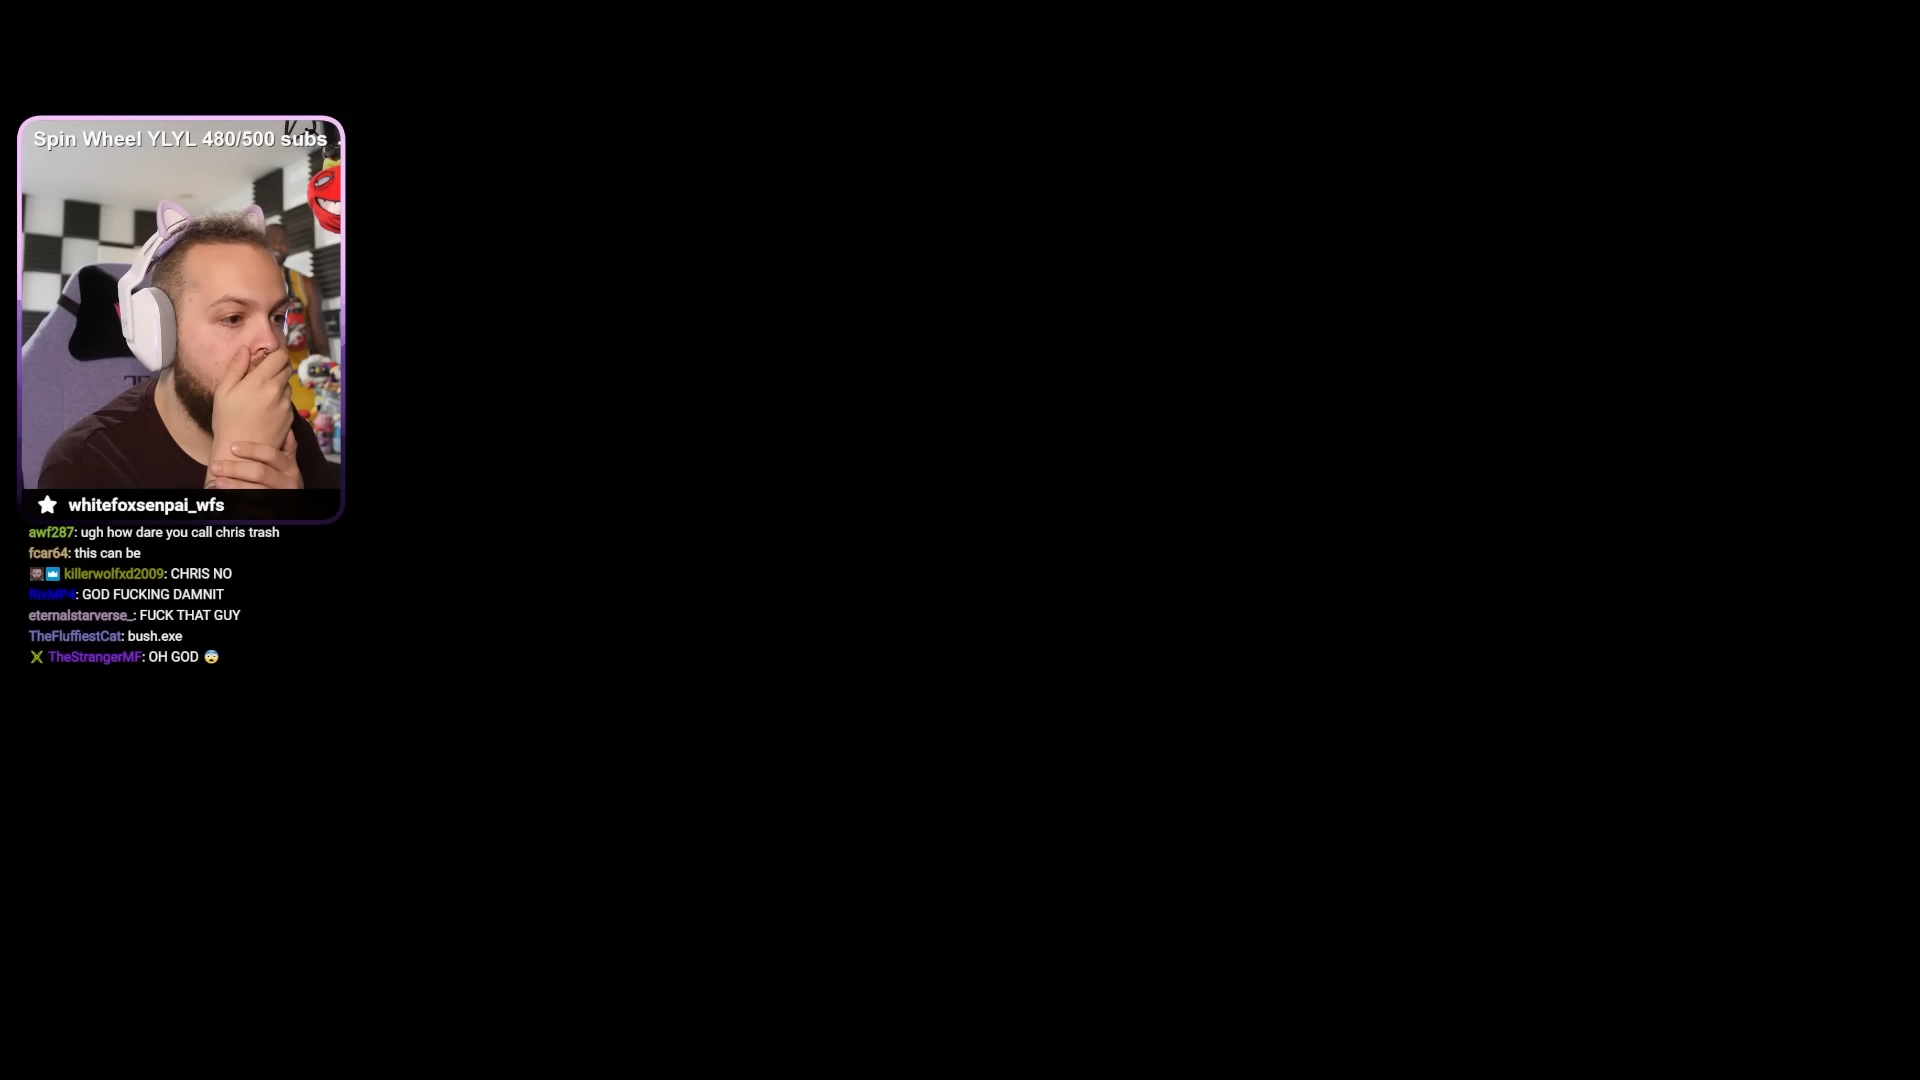 Spin Wheel YLYL 480/500 subs
whitefoxsenpai_wfs
awf287: ugh how dare you call chris trash
fcar64: this can be
killerwolfxd2009: CHRIS NO
RisMP4: GOD FUCKING DAMNIT
eternalstarverse_: FUCK THAT GUY
TheFluffiestCat: bush.exe
TheStrangerMF: OH GOD 😨